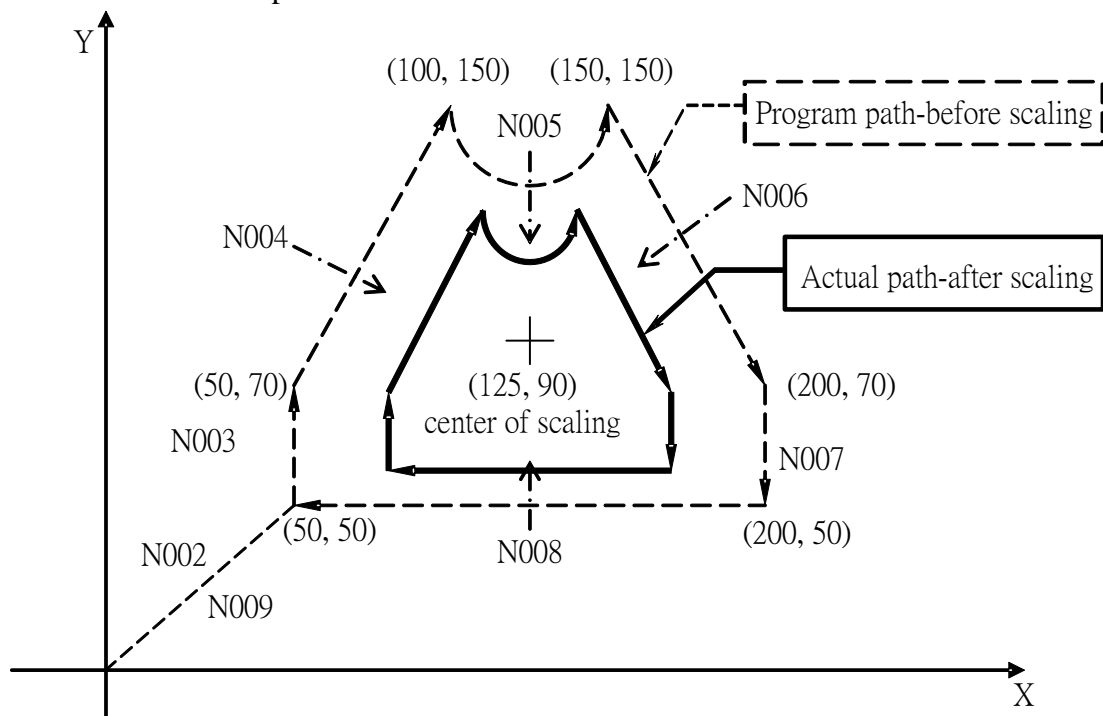 Y
(100, 150) (150, 150)
Program path-before scaling
N005
N006
N004
Actual path-after scaling
(50, 70)
(125, 90)
(200, 70)
center of scaling
N003
N007
(50, 50)
(200, 50)
N002
N008
N009
X